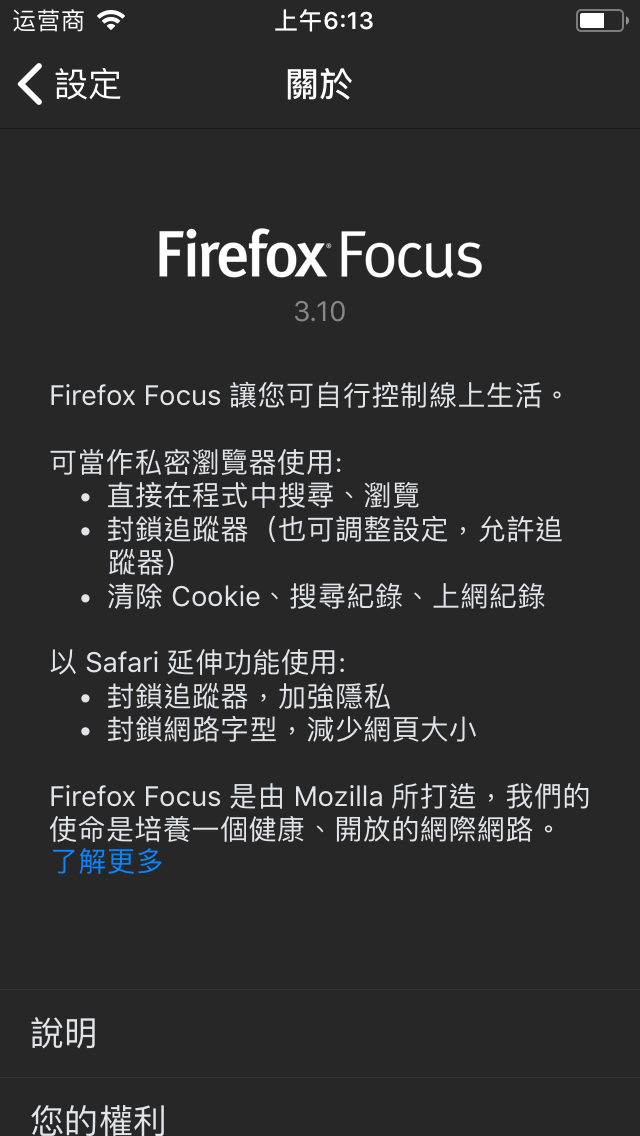 运营商 上午6:13
設定 關於
Firefox Focus
3.10
Firefox Focus 讓您可自行控制線上生活。
可當作私密瀏覽器使用:
• 直接在程式中搜尋、瀏覽
• 封鎖追蹤器（也可調整設定，允許追
蹤器）
• 清除 Cookie、搜尋紀錄、上網紀錄
以 Safari 延伸功能使用:
• 封鎖追蹤器，加強隱私
• 封鎖網路字型，減少網頁大小
Firefox Focus 是由 Mozilla 所打造，我們的
使命是培養一個健康、開放的網際網路。
了解更多
說明
您的權利